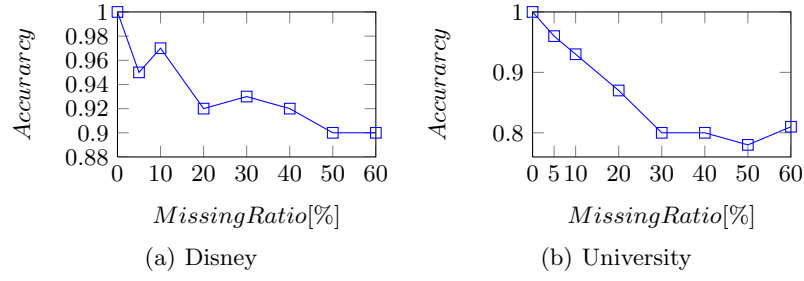 1
0.98
0.96
0.94
0.92
0.9
0.88
0 10 20 30 40 50 60
Accurarcy
MissingRatio[%]
(a) Disney
1
0.9
0.8
0 5 10 20 30 40 50 60
Accurarcy
MissingRatio[%]
(b) University